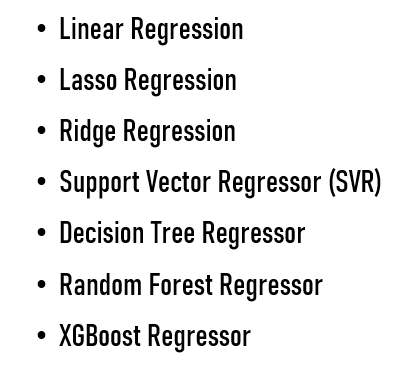 • Linear Regression
• Lasso Regression
• Ridge Regression
• Support Vector Regressor (SVR)
• Decision Tree Regressor
• Random Forest Regressor
• XGBoost Regressor